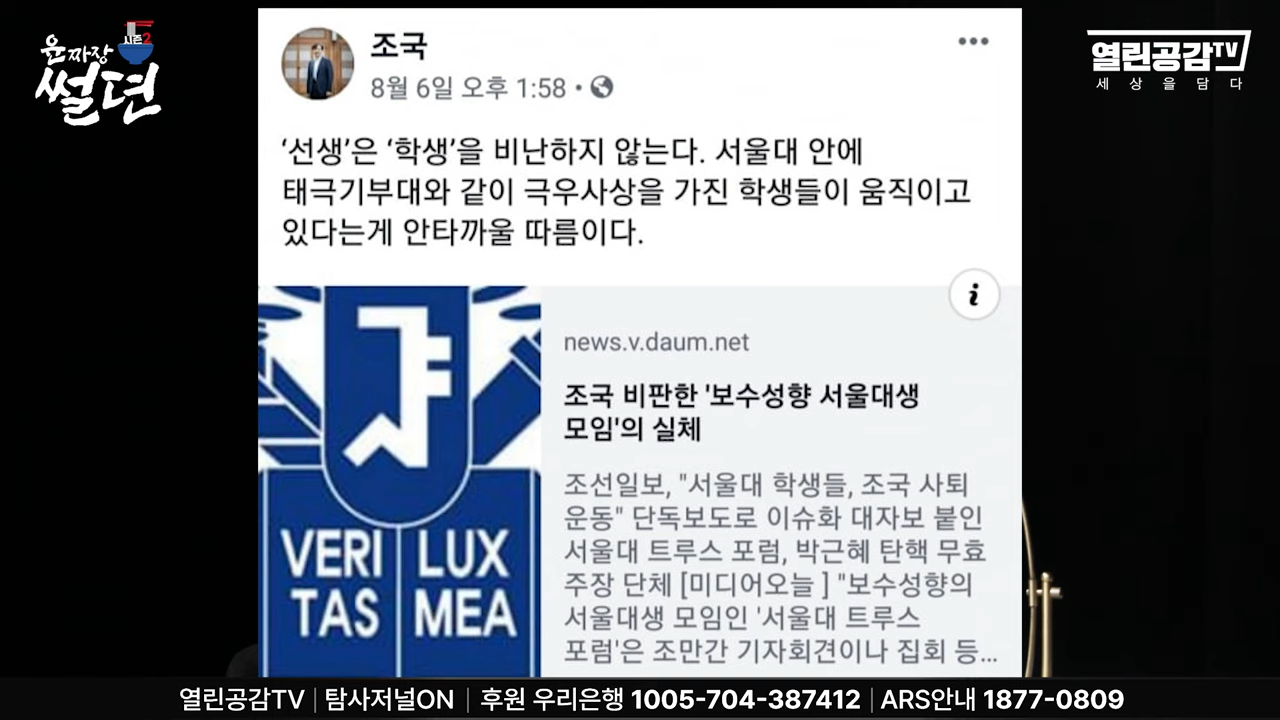 윤짜장
시즌2
썰뎐
열린공감TV
세상을담다
조국
8월 6일 오후 1:58
‘선생’은 ‘학생’을 비난하지 않는다. 서울대 안에
태극기부대와 같이 극우사상을 가진 학생들이 움직이고
있다는게 안타까울 따름이다.
VERI LUX
TAS MEA
news.v.daum.net
조국 비판한 '보수성향 서울대생
모임'의 실체
조선일보, "서울대 학생들, 조국 사퇴
운동" 단독보도로 이슈화 대자보 붙인
서울대 트루스 포럼, 박근혜 탄핵 무효
주장 단체 [미디어오늘 ] "보수성향의
서울대생 모임인 '서울대 트루스
포럼'은 조만간 기자회견이나 집회 등...
열린공감TV | 탐사저널ON | 후원 우리은행 1005-704-387412 | ARS안내 1877-0809